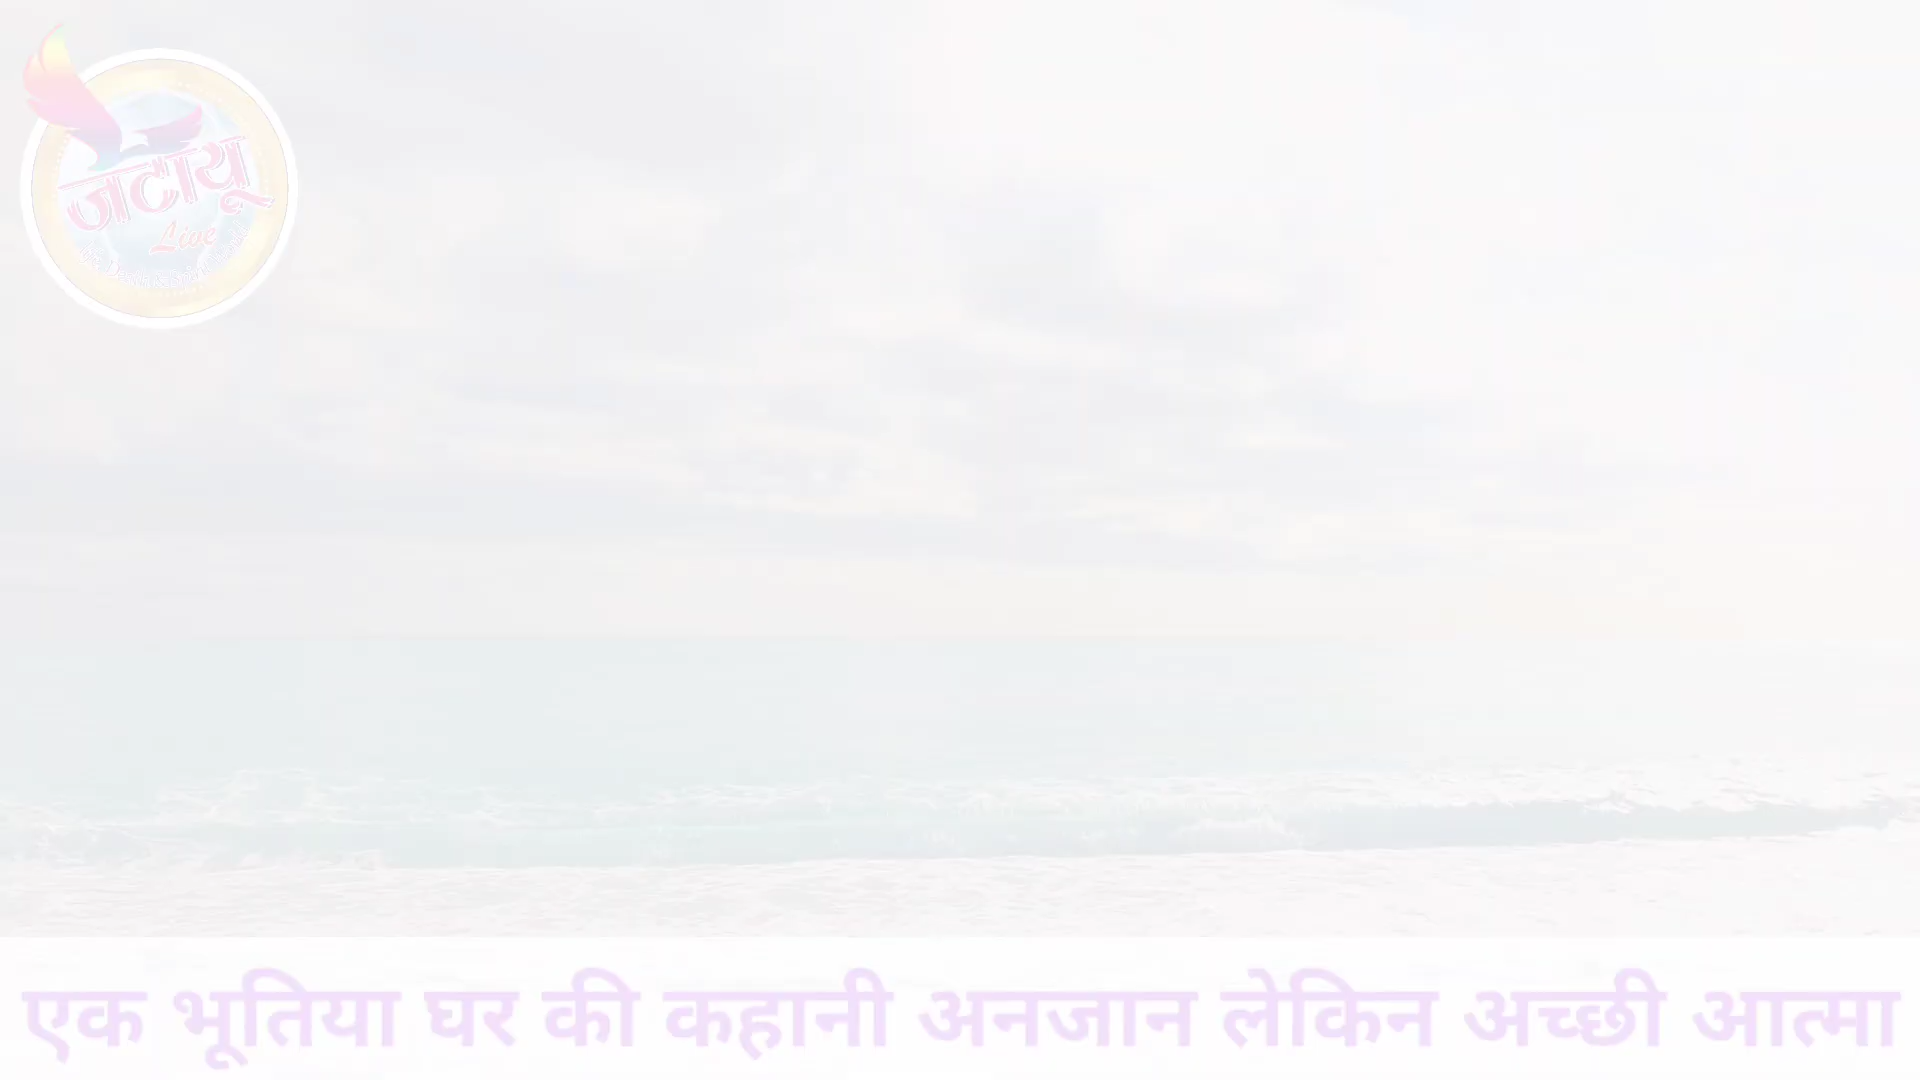 जटायू
Live
एक भूतिया घर की कहानी अनजान लेकिन अच्छी आत्मा